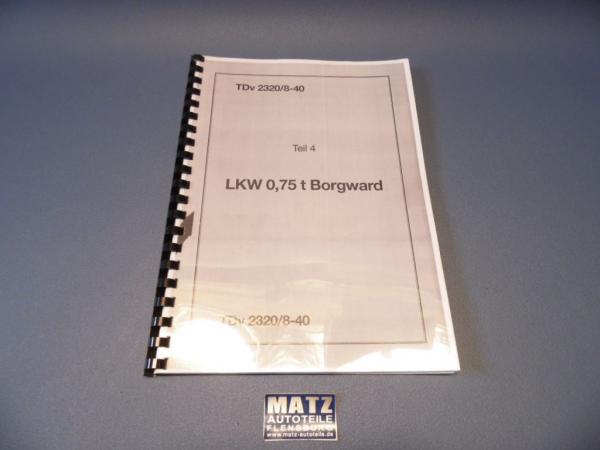 TDv 2320/8-40
Teil 4
LKW 0,75 t Borgward
TDv 2320/8-40
MATZ
AUTOTEILE
FLENSBURG
www.matz-autoteile.de